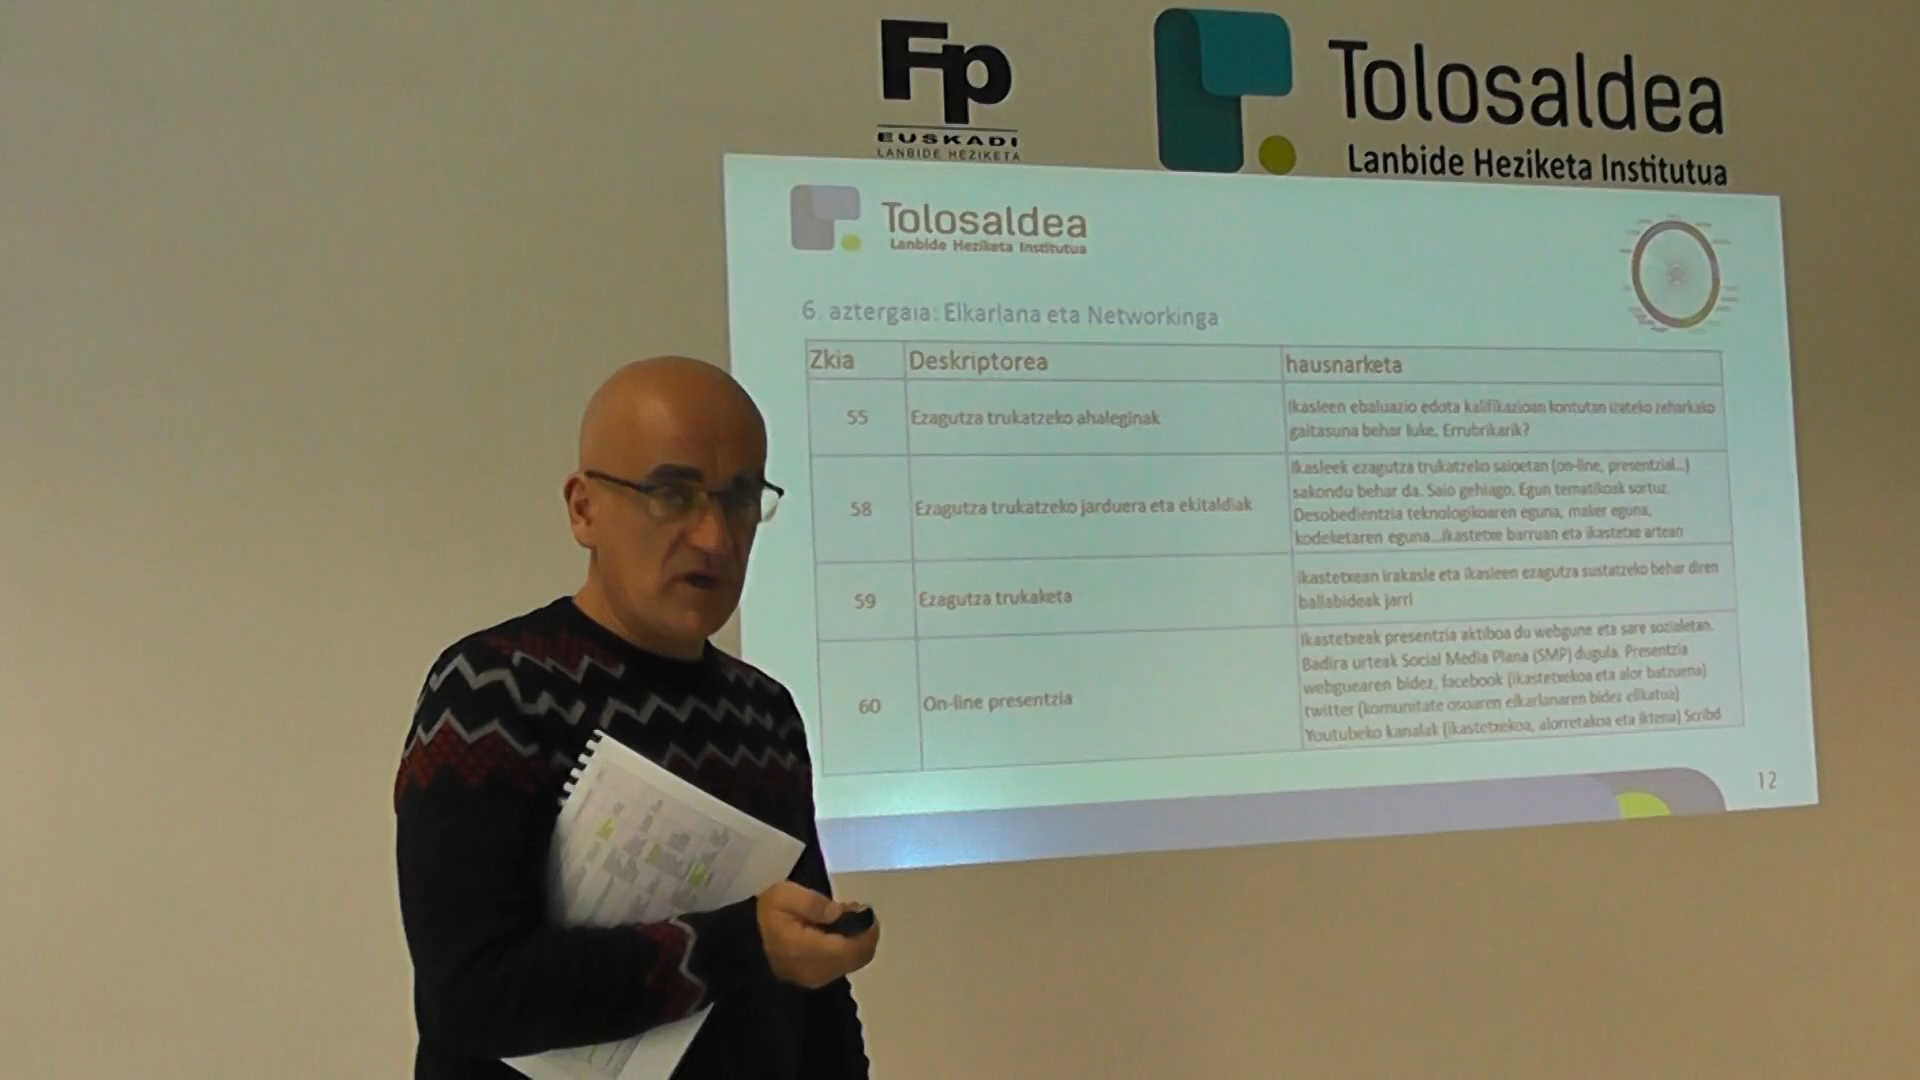 Fp
EUSKADI
LANBIDE HEZIKETA
Tolosaldea
Lanbide Heziketa Institutua
Tolosaldea
Lanbide Heziketa Institutua
6. aztergaia: Elkarlana eta Networkinga
Zkia Deskriptorea hausnarketa
55 Ezagutza trukatzeko ahaleginak
Ikasleen ebaluazio edota kalifikazioan kontutan izateko zeharkako
gaitasuna behar luke. Errubrikarik?
58 Ezagutza trukatzeko jarduera eta ekitaldiak
Ikasleek ezagutza trukatzeko saioetan (on-line, presentzial...)
sakondu behar da. Saio gehiago. Egun tematikoak sortuz.
Desobedientzia teknologikoaren eguna, maker eguna,
kodeketaren eguna...Ikastetxe barruan eta ikastetxe artean
59 Ezagutza trukaketa
Ikastetxean irakasle eta ikasleen ezagutza sustatzeko behar diren
baliabideak jarri
60 On-line presentzia
Ikastetxeak presentzia aktiboa du webgune eta sare sozialetan.
Badira urteak Social Media Plana (SMP) dugula. Presentzia
webguearen bidez, facebook (ikastetxekoa eta alor batzuena)
twitter (komunitate osoaren elkarlanaren bidez elikatua)
Youtubeko kanalak (ikastetxekoa, alorretakoa eta iktena) Scribd
12